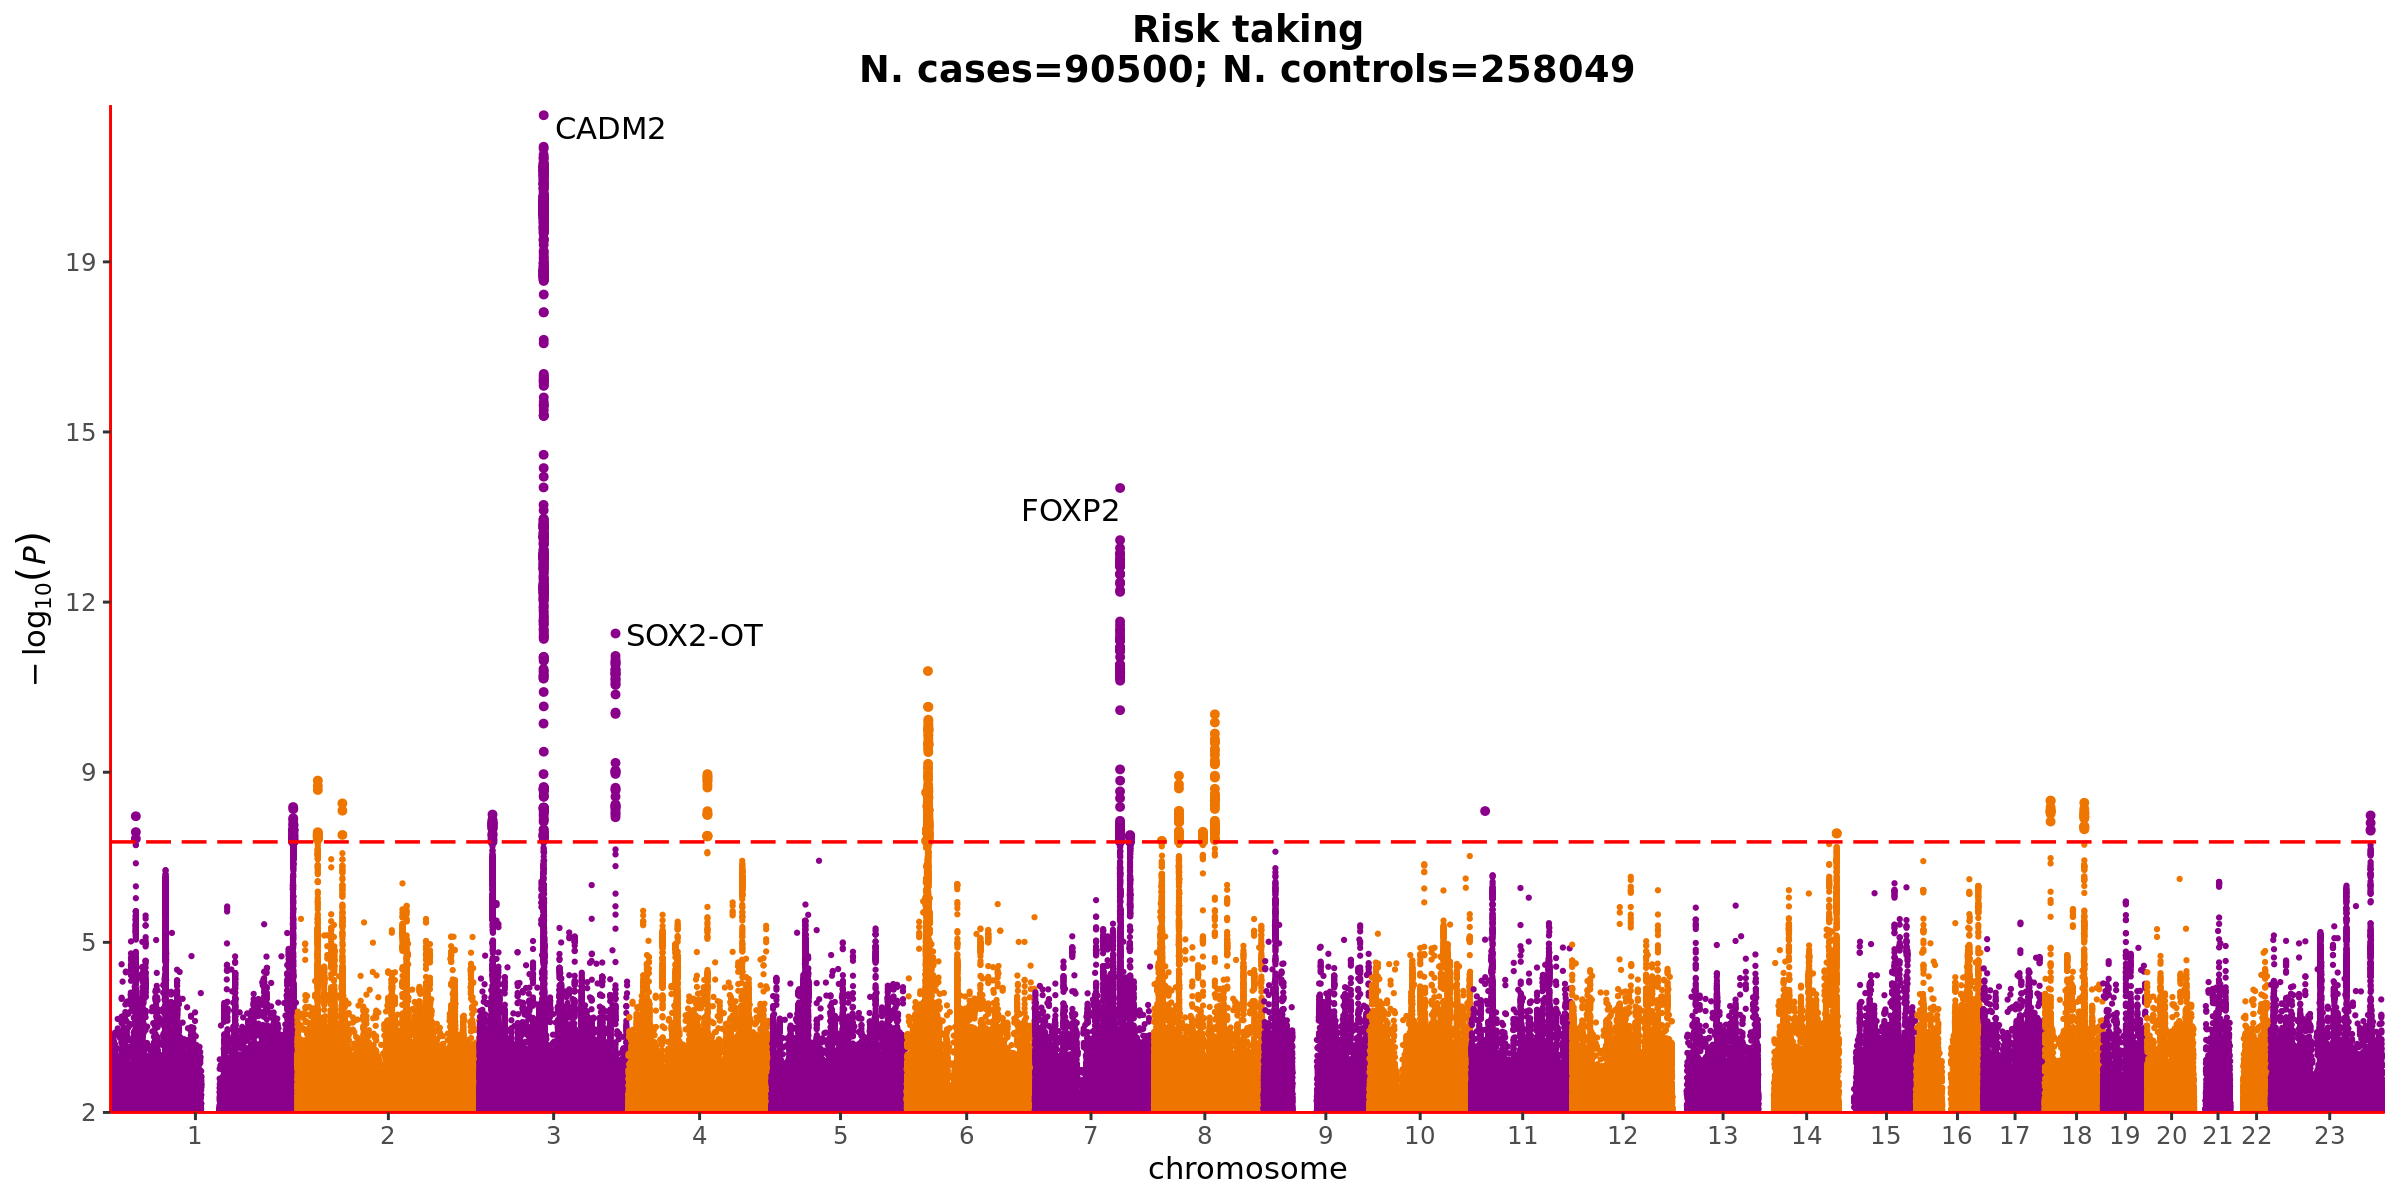 Risk taking
N. cases=90500; N. controls=258049
CADM2
FOXP2
SOX2-OT
− log10(P)
19
15
12
9
5
2
1 2 3 4 5 6 7 8 9 10 11 12 13 14 15 16 17 18 19 20 21 22 23
chromosome